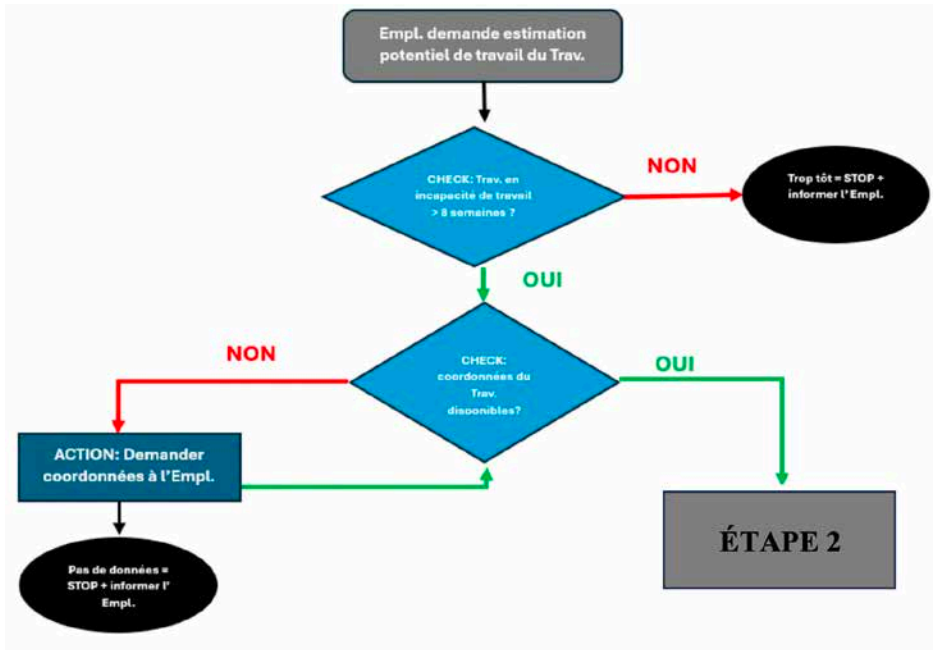 Empl. demande estimation
potentiel de travail du Trav.
CHECK: Trav. en
incapacité de travail
> 8 semaines ?
NON
Trop tôt = STOP +
informer l'Empl.
OUI
CHECK:
coordonnées du
Trav.
disponibles?
NON
OUI
ACTION: Demander
coordonnées à l'Empl.
ÉTAPE 2
Pas de données =
STOP + informer l'
Empl.